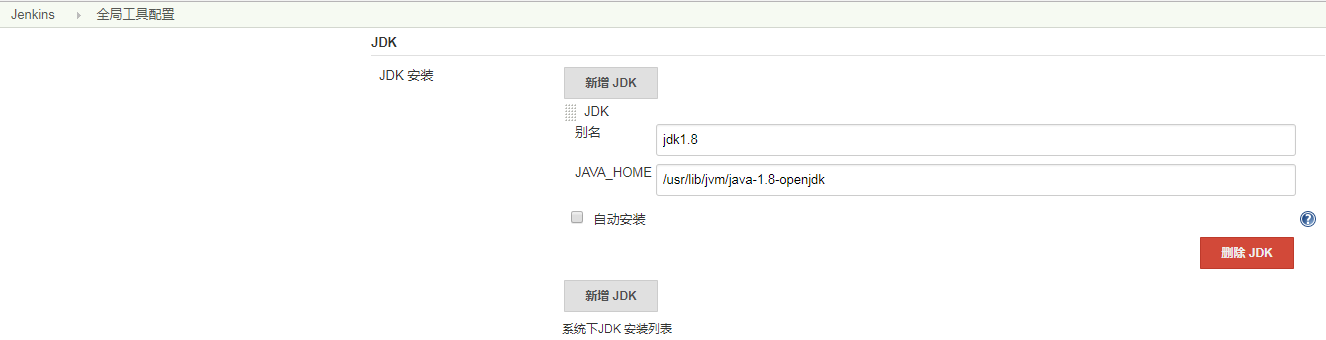 Jenkins 全局工具配置
JDK
JDK 安装
新增 JDK
JDK
别名 jdk1.8
JAVA_HOME /usr/lib/jvm/java-1.8-openjdk
自动安装
?
删除 JDK
新增 JDK
系统下JDK 安装列表